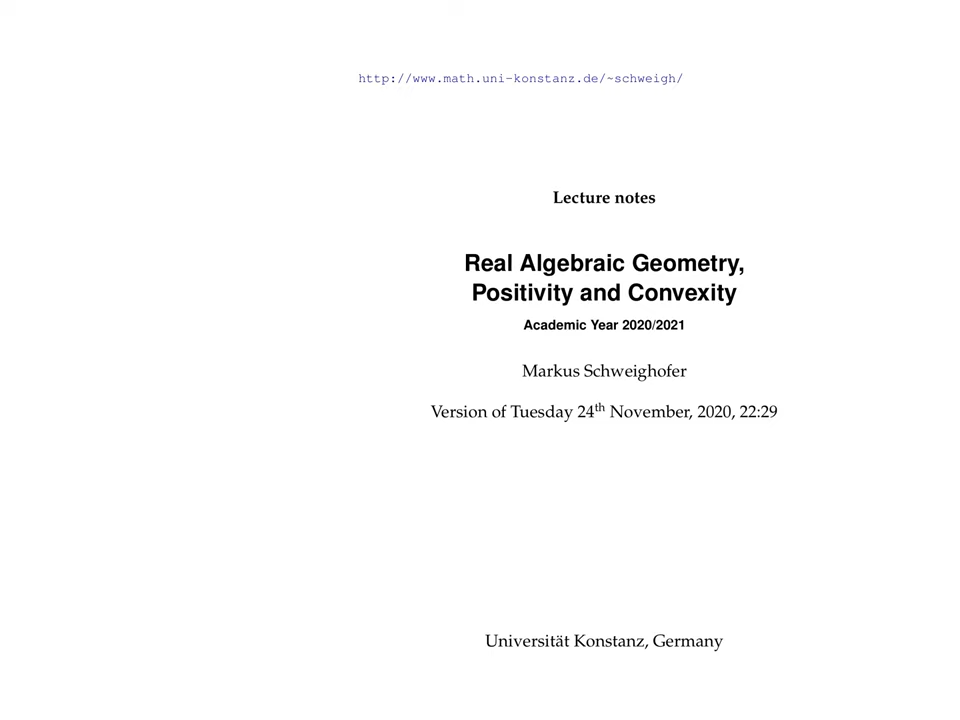 http://www.math.uni-konstanz.de/~schweigh/
Lecture notes
Real Algebraic Geometry,
Positivity and Convexity
Academic Year 2020/2021
Markus Schweighofer
Version of Tuesday 24th November, 2020, 22:29
Universität Konstanz, Germany